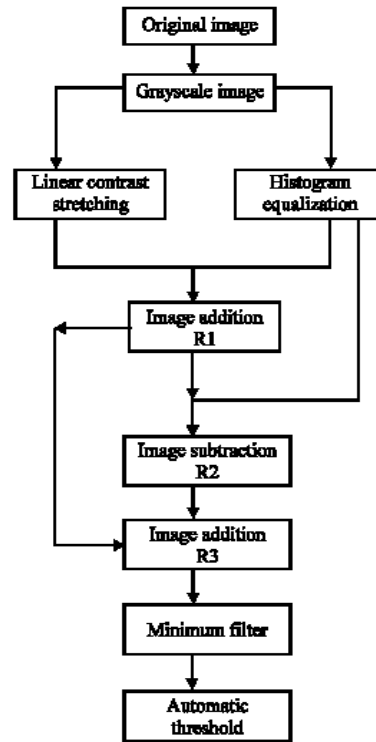 Original image
Grayscale image
Linear contrast
stretching
Histogram
equalization
Image addition
R1
Image subtraction
R2
Image addition
R3
Minimum filter
Automatic
threshold